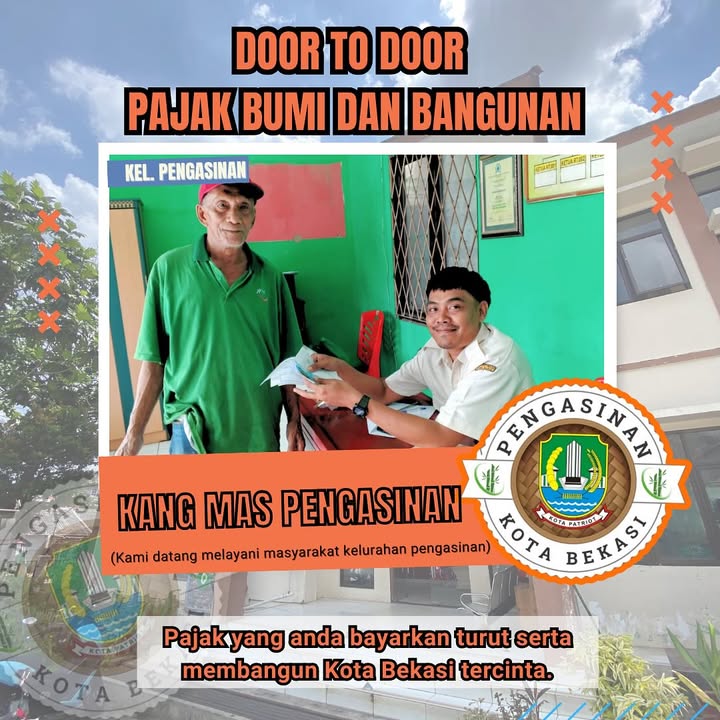 DOOR TO DOOR
PAJAK BUMI DAN BANGUNAN
KEL. PENGASINAN
KANG MAS PENGASINAN
(Kami datang melayani masyarakat kelurahan pengasinan)
PENGASINAN
KOTA PATRIOT
KOTA BEKASI
Pajak yang anda bayarkan turut serta
membangun Kota Bekasi tercinta.